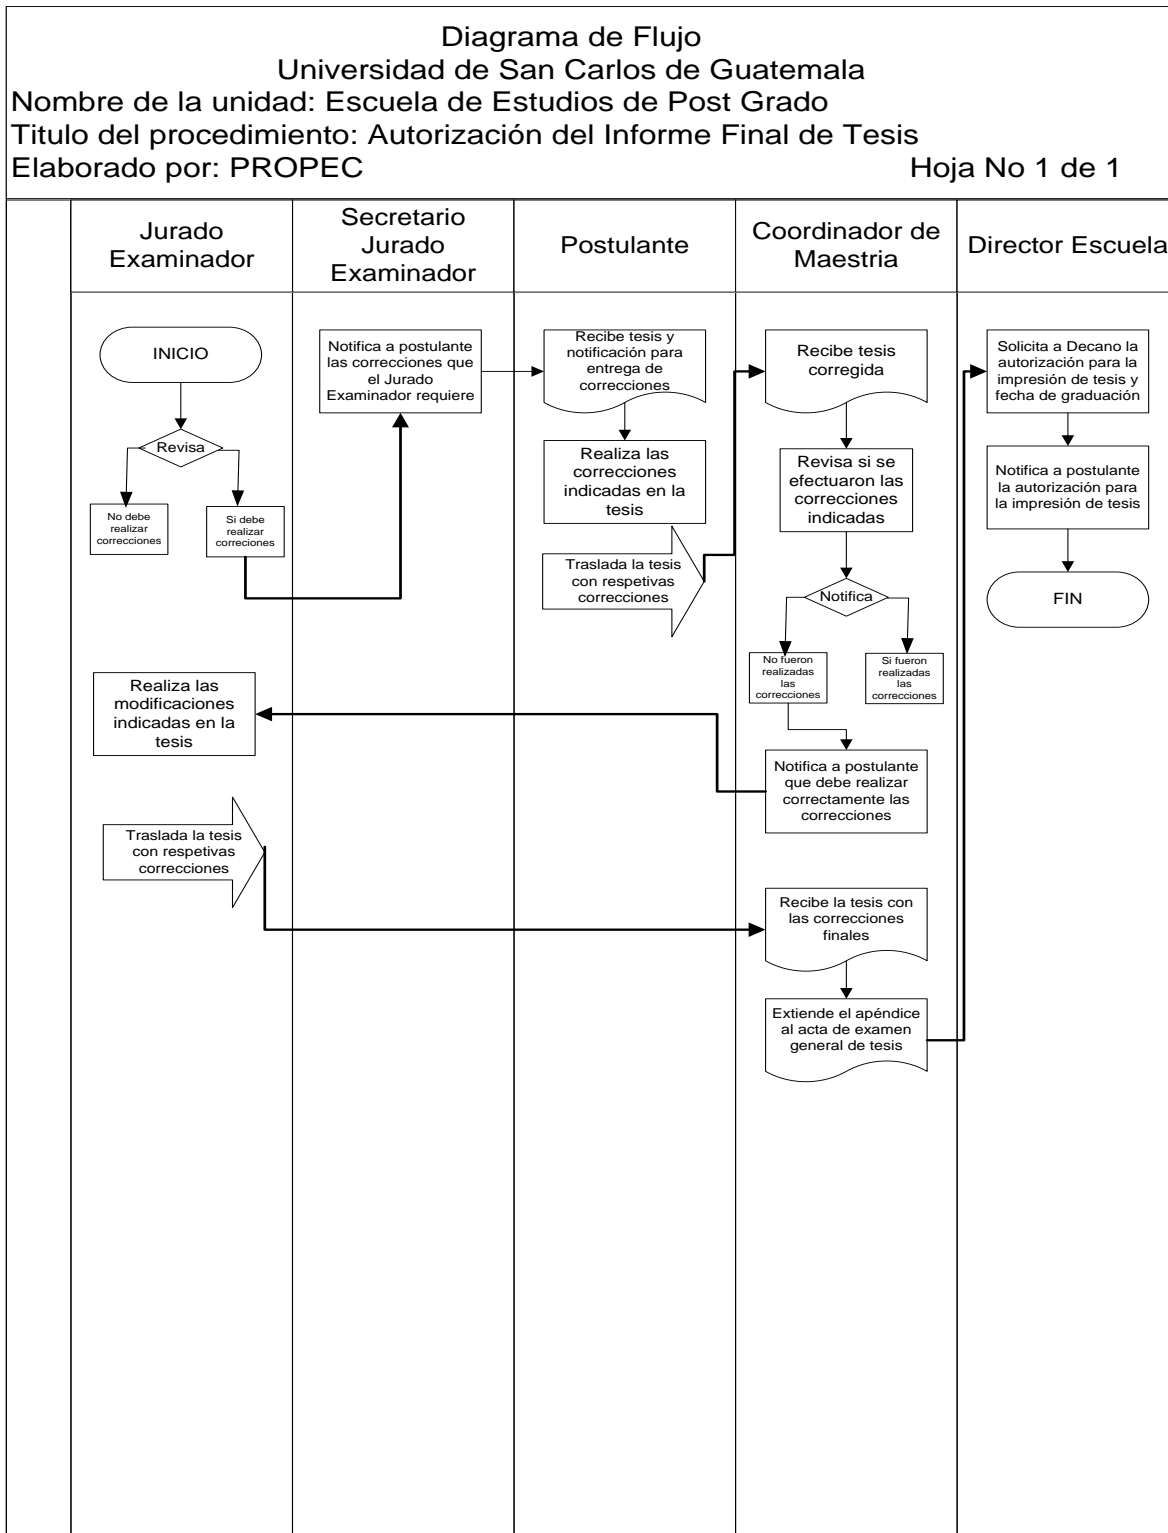 Diagrama de Flujo
Universidad de San Carlos de Guatemala
Nombre de la unidad: Escuela de Estudios de Post Grado
Titulo del procedimiento: Autorización del Informe Final de Tesis
Elaborado por: PROPEC
Hoja No 1 de 1
Jurado
Examinador
Secretario
Jurado
Examinador
Postulante
Coordinador de
Maestria
Director Escuela
INICIO
Revisa
No debe
realizar
correcciones
Si debe
realizar
correciones
Notifica a postulante
las correcciones que
el Jurado
Examinador requiere
Recibe tesis y
notificación para
entrega de
correcciones
Realiza las
correcciones
indicadas en la
tesis
Traslada la tesis
con respetivas
correcciones
Recibe tesis
corregida
Revisa si se
efectuaron las
correcciones
indicadas
Notifica
No fueron
realizadas
las
correcciones
Si fueron
realizadas
las
correcciones
Notifica a postulante
que debe realizar
correctamente las
correcciones
Realiza las
modificaciones
indicadas en la
tesis
Traslada la tesis
con respetivas
correcciones
Recibe la tesis con
las correcciones
finales
Extiende el apéndice
al acta de examen
general de tesis
Solicita a Decano la
autorización para la
impresión de tesis y
fecha de graduación
Notifica a postulante
la autorización para
la impresión de tesis
FIN